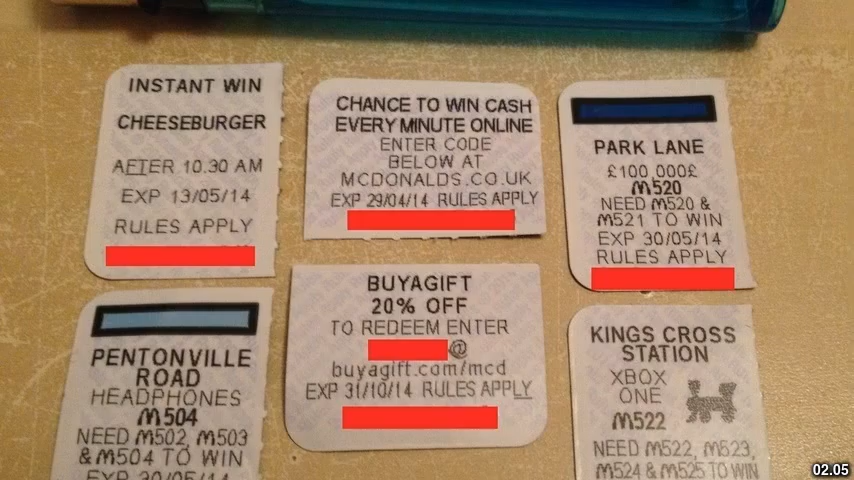 INSTANT WIN
CHEESEBURGER
AFTER 10.30 AM
EXP 13/05/14
RULES APPLY
CHANCE TO WIN CASH
EVERY MINUTE ONLINE
ENTER CODE
BELOW AT
MCDONALDS.CO.UK
EXP 29/04/14 RULES APPLY
PARK LANE
£100,000£
M520
NEED M520 &
M521 TO WIN
EXP 30/05/14
RULES APPLY
PENTONVILLE
ROAD
HEADPHONES
M504
NEED M502, M503
& M504 TO WIN
EXP 30/05/14
BUYAGIFT
20% OFF
TO REDEEM ENTER
@
buyagift.com/mcd
EXP 31/10/14 RULES APPLY
KINGS CROSS
STATION
XBOX
ONE
M522
NEED M522, M523,
M524 & M525 TO WIN
02.05